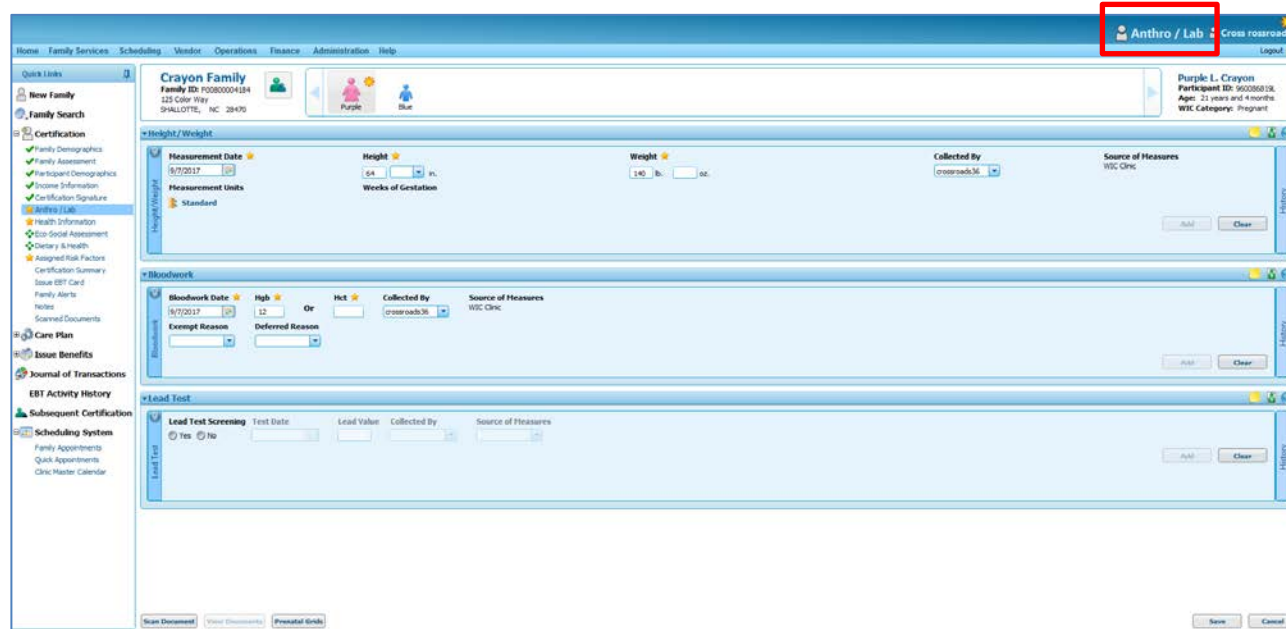 Anthro / Lab Cross rossroad
Home Family Services Scheduling Vendor Operations Finance Administration Help
Logout
Quick Links
New Family
Family Search
Certification
Family Demographics
Family Assessment
Participant Demographics
Income Information
Certification Signature
Anthro / Lab
Health Information
Eco-Social Assessment
Dietary & Health
Assigned Risk Factors
Certification Summary
Issue EBT Card
Family Alerts
Notes
Scanned Documents
Care Plan
Issue Benefits
Journal of Transactions
EBT Activity History
Subsequent Certification
Scheduling System
Family Appointments
Quick Appointments
Clinic Master Calendar
Crayon Family
Family ID: F00800004184
125 Color Way
SHALLOTTE, NC 28470
Purple Blue
Purple L. Crayon
Participant ID: 960086819L
Age: 21 years and 4 months
WIC Category: Pregnant
Height/Weight
Height/Weight
Measurement Date Height Weight Collected By Source of Measures
9/7/2017 64 in. 140 lb. oz. crossroads36 WIC Clinic
Measurement Units Weeks of Gestation
Standard
Add Clear
History
Bloodwork
Bloodwork
Bloodwork Date Hgb Or Hct Collected By Source of Measures
9/7/2017 12 crossroads36 WIC Clinic
Exempt Reason Deferred Reason
Add Clear
History
Lead Test
Lead Test
Lead Test Screening Test Date Lead Value Collected By Source of Measures
Yes No
Add Clear
History
Scan Document View Documents Prenatal Grids Save Cancel